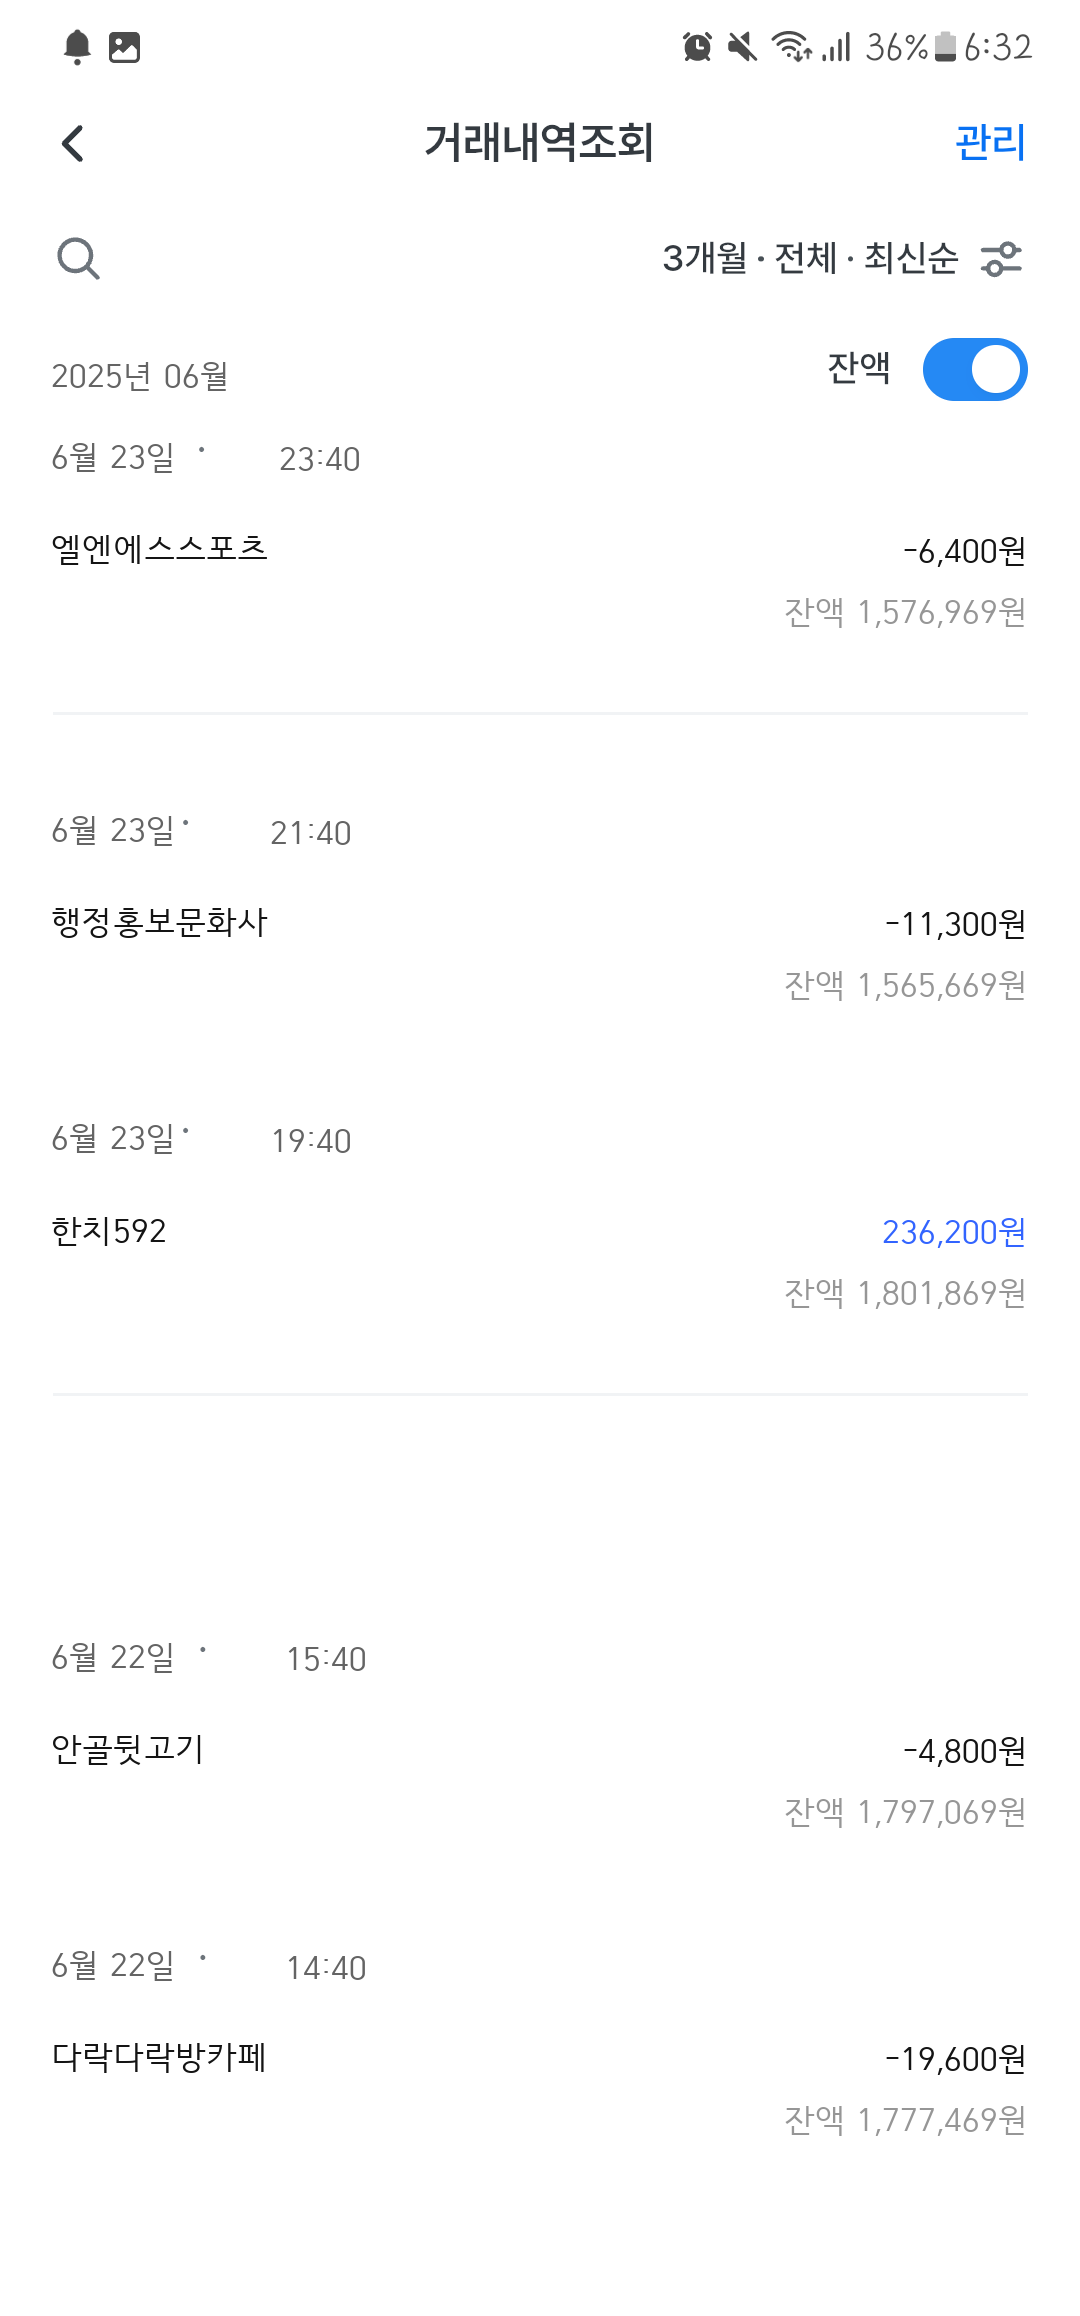 36% 6:32
거래내역조회 관리
3개월 · 전체 · 최신순
2025년 06월 잔액
6월 23일 · 23:40
엘엔에스스포츠 -6,400원
잔액 1,576,969원
6월 23일 · 21:40
행정홍보문화사 -11,300원
잔액 1,565,669원
6월 23일 · 19:40
한치592 236,200원
잔액 1,801,869원
6월 22일 · 15:40
안골뒷고기 -4,800원
잔액 1,797,069원
6월 22일 · 14:40
다락다락방카페 -19,600원
잔액 1,777,469원